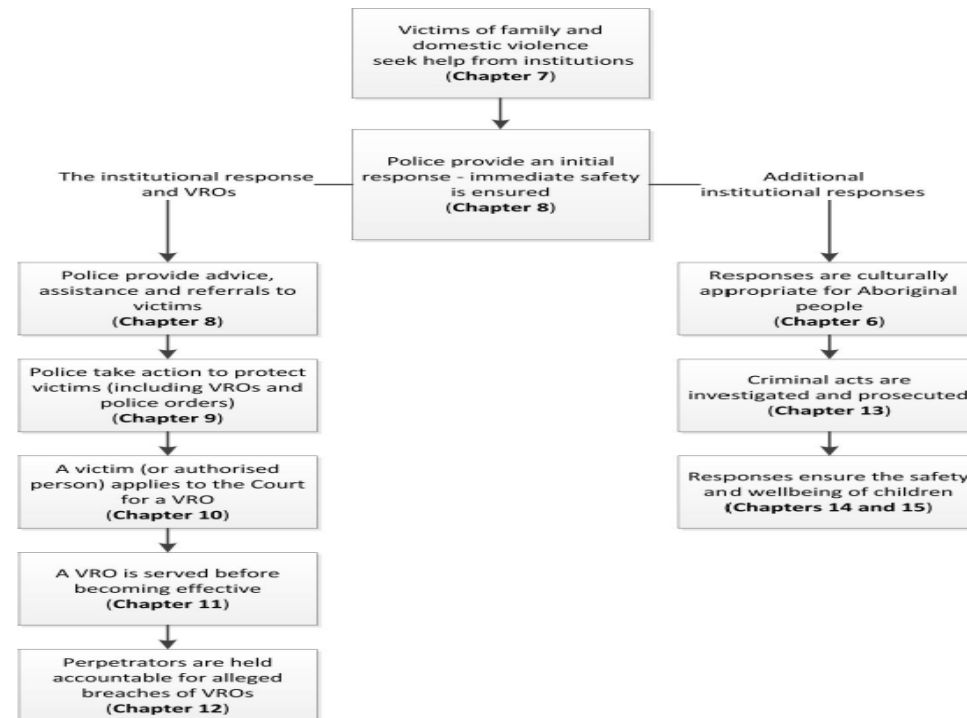 Victims of family and
domestic violence
seek help from institutions
(Chapter 7)
Police provide an initial
response - immediate safety
is ensured
(Chapter 8)
The institutional response
and VROs
Additional
institutional responses
Police provide advice,
assistance and referrals to
victims
(Chapter 8)
Police take action to protect
victims (including VROs and
police orders)
(Chapter 9)
A victim (or authorised
person) applies to the Court
for a VRO
(Chapter 10)
A VRO is served before
becoming effective
(Chapter 11)
Perpetrators are held
accountable for alleged
breaches of VROs
(Chapter 12)
Responses are culturally
appropriate for Aboriginal
people
(Chapter 6)
Criminal acts are
investigated and prosecuted
(Chapter 13)
Responses ensure the safety
and wellbeing of children
(Chapters 14 and 15)